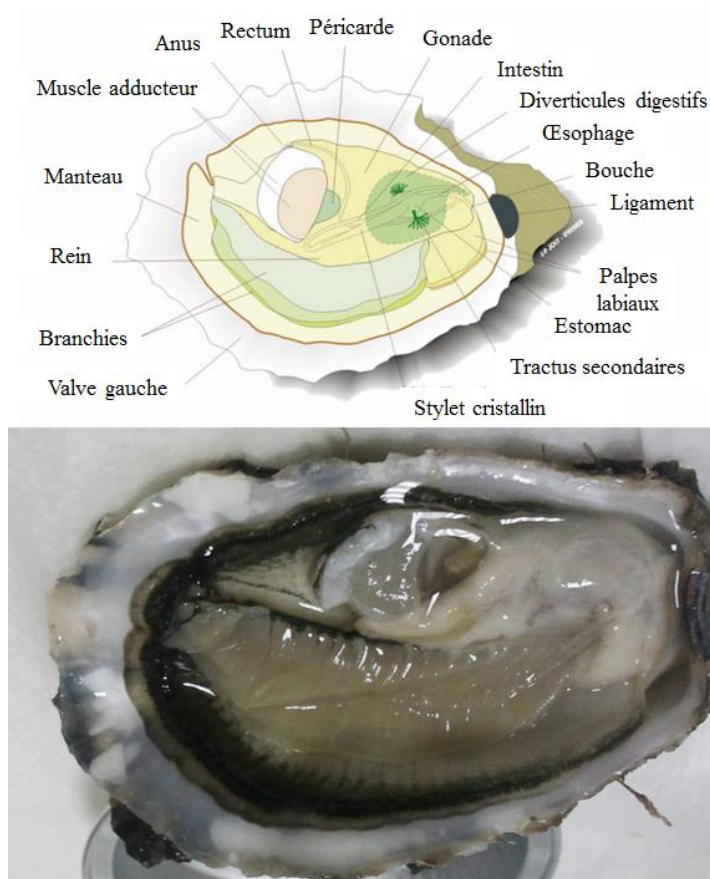 Anus
Rectum
Péricarde
Gonade
Intestin
Muscle adducteur
Diverticules digestifs
Œsophage
Bouche
Manteau
Ligament
Rein
Palpes
labiaux
Estomac
Branchies
Tractus secondaires
Valve gauche
Stylet cristallin